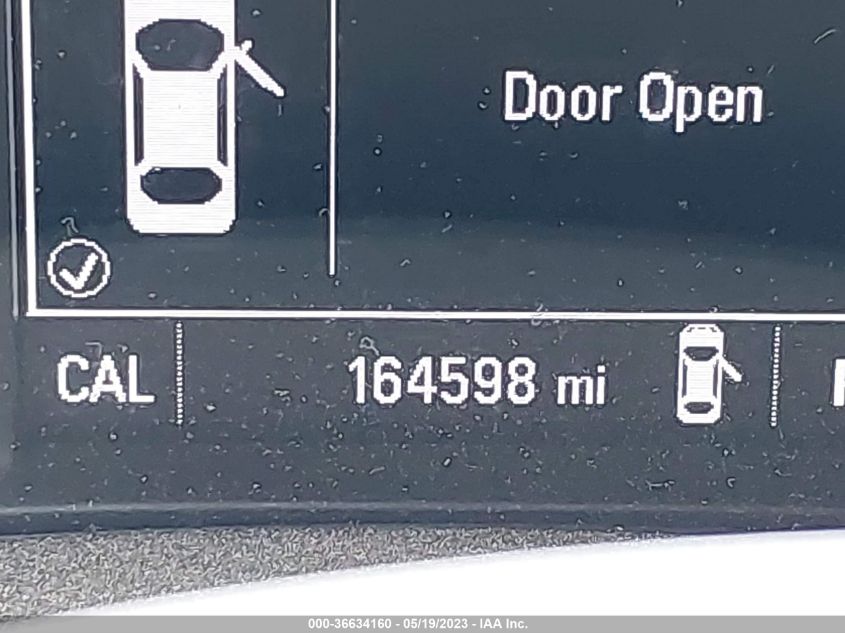 Door Open
CAL 164598 mi
000-36634160 - 05/19/2023 - IAA Inc.